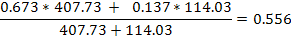 0.673 * 407.73 + 0.137 * 114.03
407.73 + 114.03
= 0.556